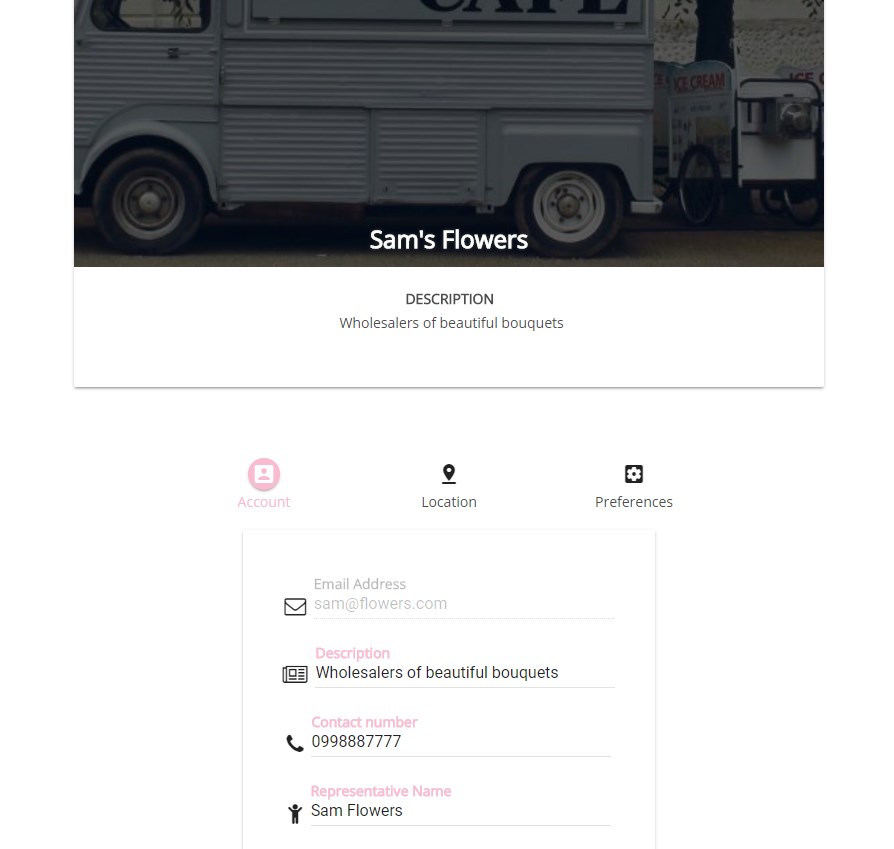 CAFE
ICE CREAM
ICE C
Sam's Flowers
DESCRIPTION
Wholesalers of beautiful bouquets
Account
Location
Preferences
Email Address
sam@flowers.com
Description
Wholesalers of beautiful bouquets
Contact number
0998887777
Representative Name
Sam Flowers